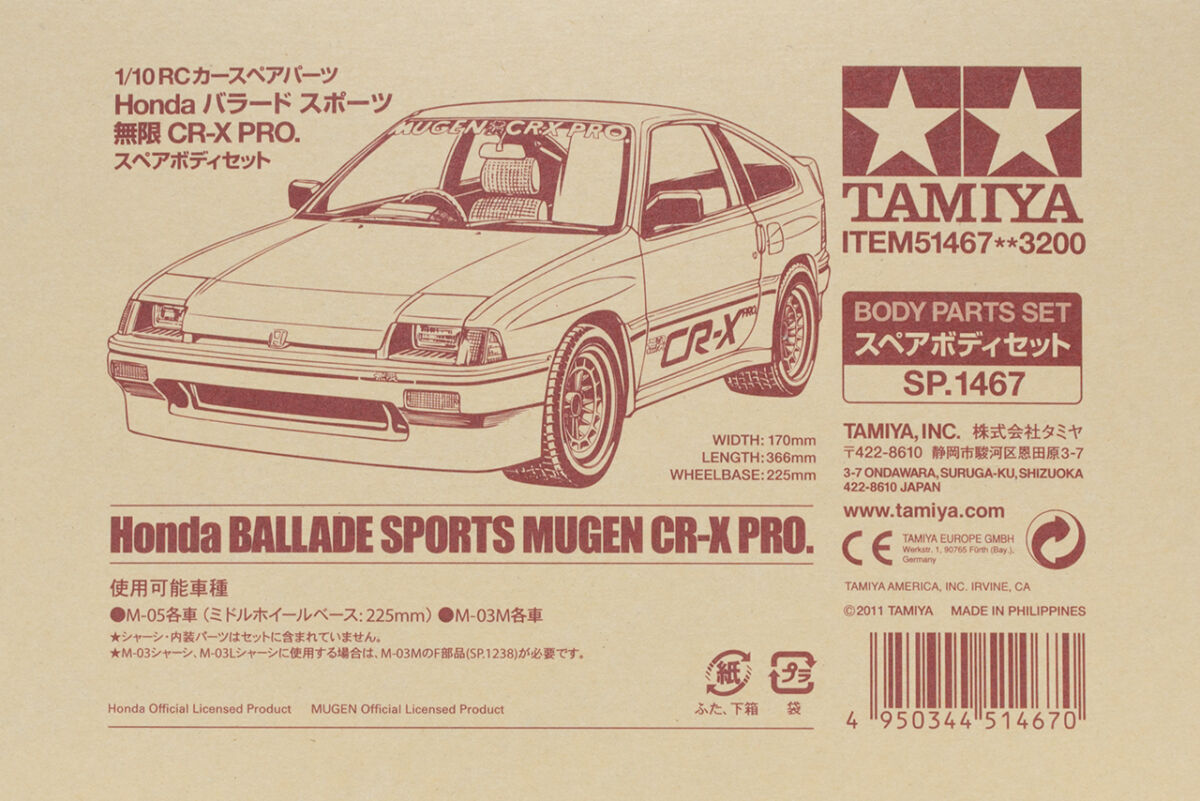 1/10 RCカースペアパーツ
Honda バラード スポーツ
無限 CR-X PRO.
スペアボディセット
MUGEN 無限 CR-X PRO
無限 CR-X PRO.
無限
WIDTH: 170mm
LENGTH: 366mm
WHEELBASE: 225mm
Honda BALLADE SPORTS MUGEN CR-X PRO.
使用可能車種
●M-05各車 (ミドルホイールベース: 225mm) ●M-03M各車
★シャーシ・内装パーツはセットに含まれていません。
★M-03シャーシ、M-03Lシャーシに使用する場合は、M-03MのF部品(SP.1238)が必要です。
Honda Official Licensed Product MUGEN Official Licensed Product
紙
ふた、下箱
プラ
袋
TAMIYA
ITEM51467**3200
BODY PARTS SET
スペアボディセット
SP.1467
TAMIYA, INC. 株式会社タミヤ
〒422-8610 静岡市駿河区恩田原3-7
3-7 ONDAWARA, SURUGA-KU, SHIZUOKA
422-8610 JAPAN
www.tamiya.com
CE
TAMIYA EUROPE GMBH
Werkstr. 1, 90765 Fürth (Bay.),
Germany
TAMIYA AMERICA, INC. IRVINE, CA
©2011 TAMIYA MADE IN PHILIPPINES
4 950344 514670